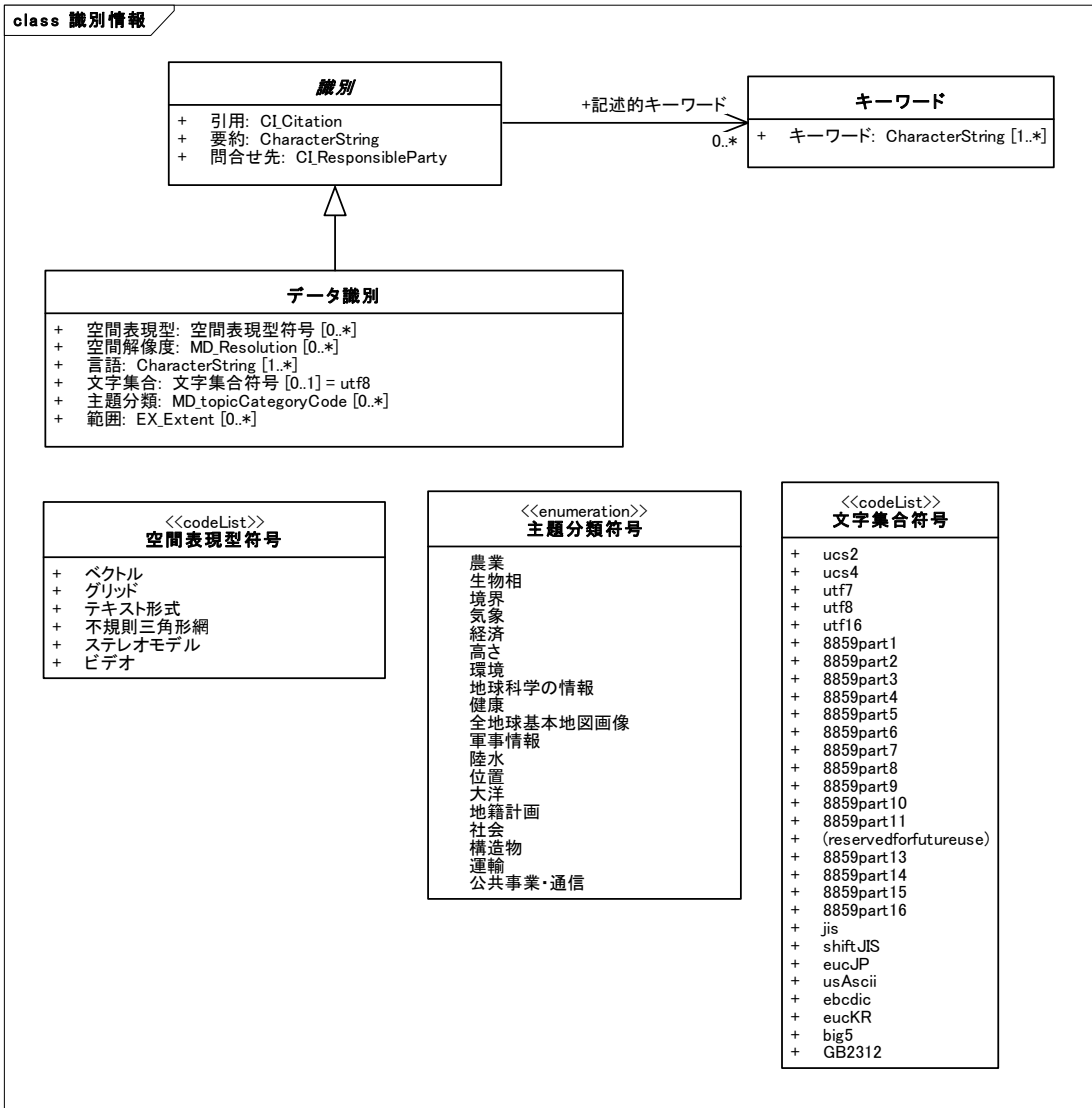 class 識別情報
識別
+ 引用: CI_Citation
+ 要約: CharacterString
+ 問合せ先: CI_ResponsibleParty
+記述的キーワード
0..*
キーワード
+ キーワード: CharacterString [1..*]
データ識別
+ 空間表現型: 空間表現型符号 [0..*]
+ 空間解像度: MD_Resolution [0..*]
+ 言語: CharacterString [1..*]
+ 文字集合: 文字集合符号 [0..1] = utf8
+ 主題分類: MD_topicCategoryCode [0..*]
+ 範囲: EX_Extent [0..*]
<<codeList>>
空間表現型符号
+ ベクトル
+ グリッド
+ テキスト形式
+ 不規則三角形網
+ ステレオモデル
+ ビデオ
<<enumeration>>
主題分類符号
農業
生物相
境界
気象
経済
高さ
環境
地球科学の情報
健康
全地球基本地図画像
軍事情報
陸水
位置
大洋
地籍計画
社会
構造物
運輸
公共事業・通信
<<codeList>>
文字集合符号
+ ucs2
+ ucs4
+ utf7
+ utf8
+ utf16
+ 8859part1
+ 8859part2
+ 8859part3
+ 8859part4
+ 8859part5
+ 8859part6
+ 8859part7
+ 8859part8
+ 8859part9
+ 8859part10
+ 8859part11
+ (reservedforfutureuse)
+ 8859part13
+ 8859part14
+ 8859part15
+ 8859part16
+ jis
+ shiftJIS
+ eucJP
+ usAscii
+ ebcdic
+ eucKR
+ big5
+ GB2312